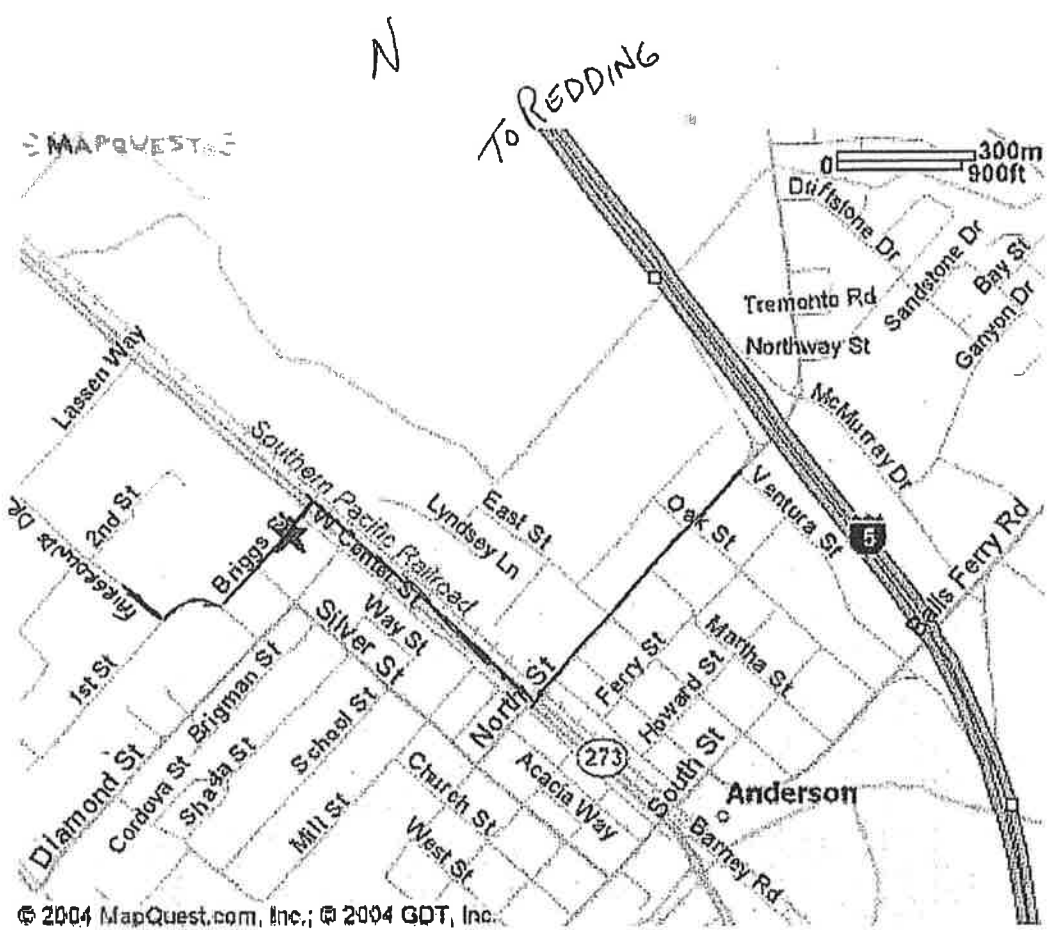 N
TO REDDING
MAPQUEST
0 300m
900ft
Driftstone Dr
Sandstone Dr
Bay St
Tremonto Rd
Ganyon Dr
Northway St
Lassen Way
McMurray Dr
Southern Pacific Railroad
East St
Lyndsey Ln
Oak St
Ventura St
5
2nd St
Briggs St
W Center St
Balls Ferry Rd
1st St
Silver St
Way St
Ferry St
Martha St
Howard St
North St
South St
Brigman St
School St
273
Diamond St
Cordova St
Shada St
Mill St
Church St
Acacia Way
Anderson
West St
Barney Rd
© 2004 MapQuest.com, Inc.; © 2004 GDT, Inc.